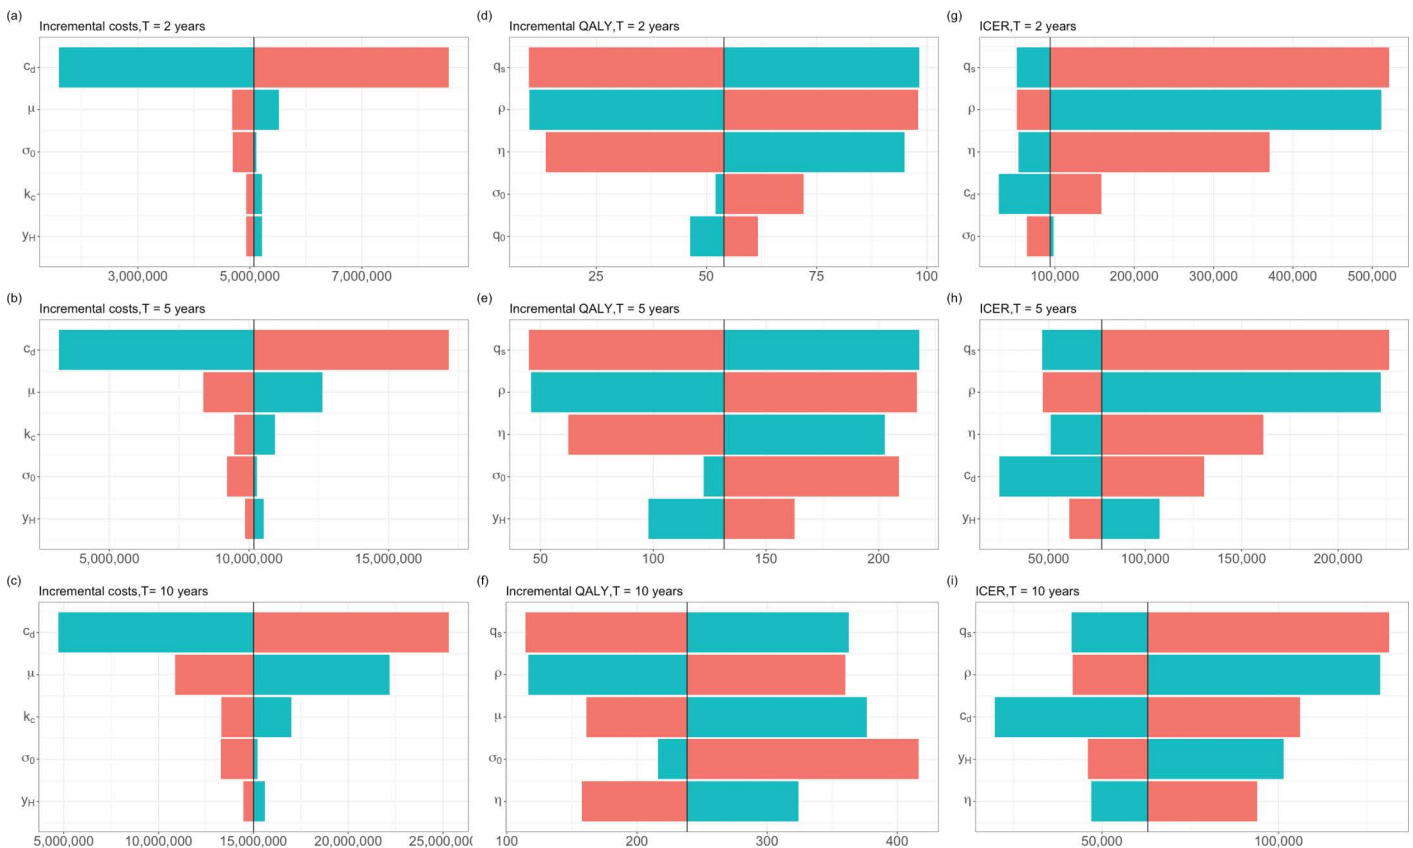 (a)
Incremental costs,T = 2 years
c_d
μ
σ_0
k_c
y_H
3,000,000 5,000,000 7,000,000
(d)
Incremental QALY,T = 2 years
q_s
ρ
η
σ_0
q_0
25 50 75 100
(g)
ICER,T = 2 years
q_s
ρ
η
c_d
σ_0
100,000 200,000 300,000 400,000 500,000
(b)
Incremental costs,T = 5 years
c_d
μ
k_c
σ_0
y_H
5,000,000 10,000,000 15,000,000
(e)
Incremental QALY,T = 5 years
q_s
ρ
η
σ_0
y_H
50 100 150 200
(h)
ICER,T = 5 years
q_s
ρ
η
c_d
y_H
50,000 100,000 150,000 200,000
(c)
Incremental costs,T= 10 years
c_d
μ
k_c
σ_0
y_H
5,000,000 10,000,000 15,000,000 20,000,000 25,000,000
(f)
Incremental QALY,T = 10 years
q_s
ρ
μ
σ_0
η
100 200 300 400
(i)
ICER,T = 10 years
q_s
ρ
c_d
y_H
η
50,000 100,000